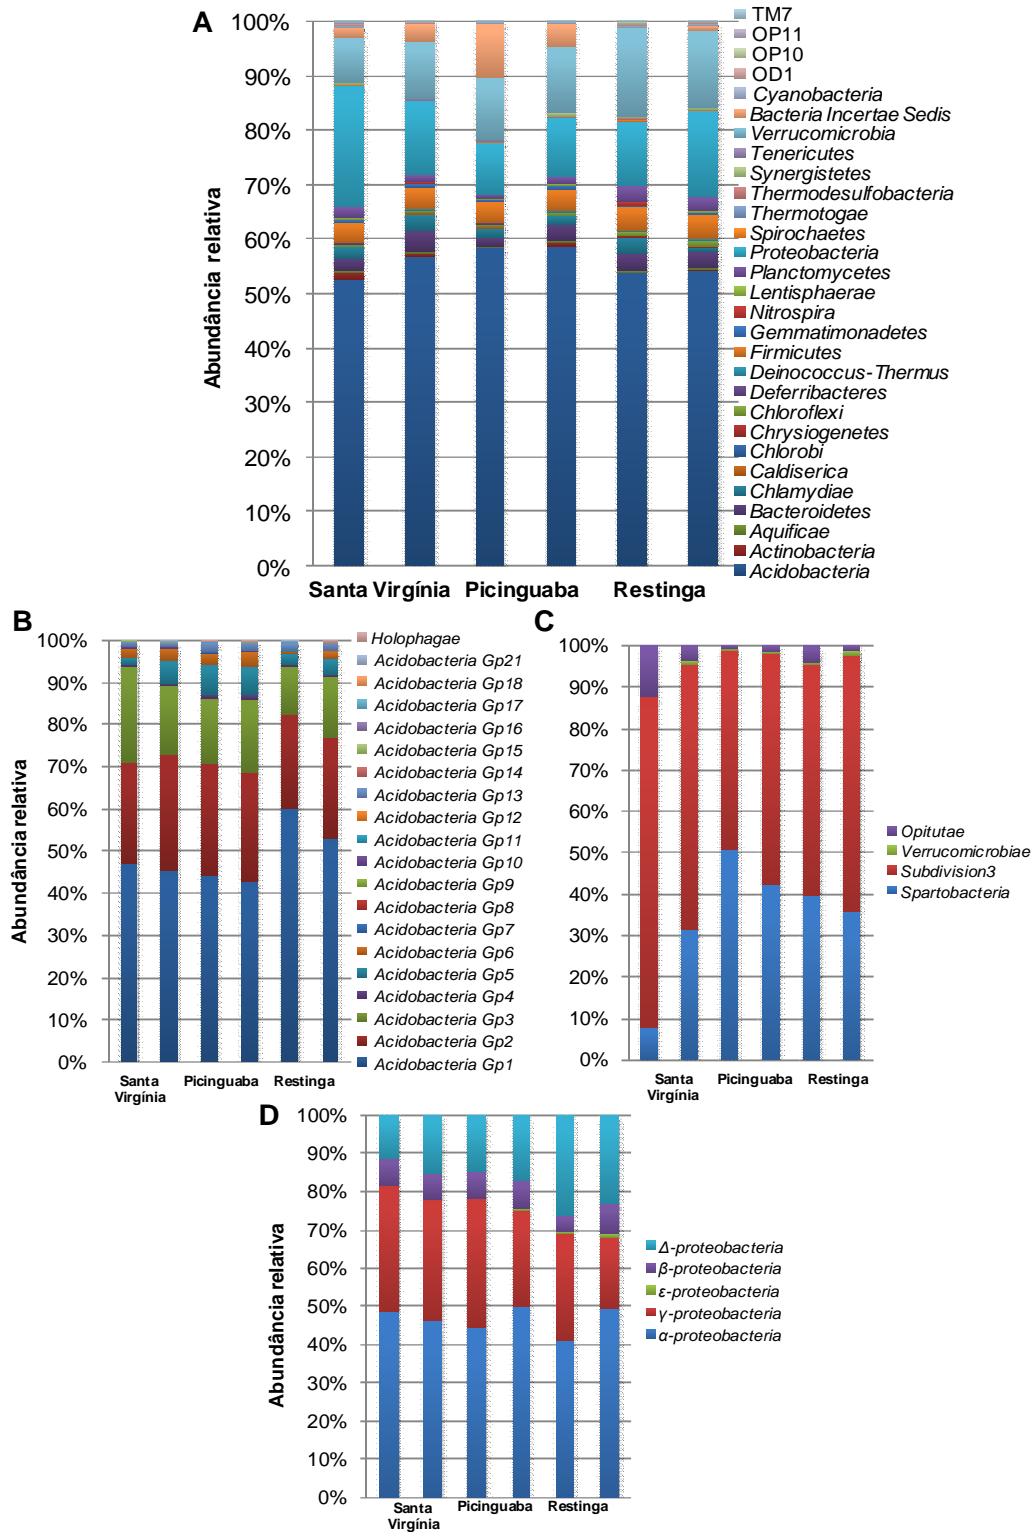 A
100%
90%
80%
70%
60%
50%
40%
30%
20%
10%
0%
Abundância relativa
Santa Virgínia Picinguaba Restinga
TM7
OP11
OP10
OD1
Cyanobacteria
Bacteria Incertae Sedis
Verrucomicrobia
Tenericutes
Synergistetes
Thermodesulfobacteria
Thermotogae
Spirochaetes
Proteobacteria
Planctomycetes
Lentisphaerae
Nitrospira
Gemmatimonadetes
Firmicutes
Deinococcus-Thermus
Deferribacteres
Chloroflexi
Chrysiogenetes
Chlorobi
Caldiserica
Chlamydiae
Bacteroidetes
Aquificae
Actinobacteria
Acidobacteria
B
100%
90%
80%
70%
60%
50%
40%
30%
20%
10%
0%
Abundância relativa
Santa
Virgínia
Picinguaba
Restinga
Holophagae
Acidobacteria Gp21
Acidobacteria Gp18
Acidobacteria Gp17
Acidobacteria Gp16
Acidobacteria Gp15
Acidobacteria Gp14
Acidobacteria Gp13
Acidobacteria Gp12
Acidobacteria Gp11
Acidobacteria Gp10
Acidobacteria Gp9
Acidobacteria Gp8
Acidobacteria Gp7
Acidobacteria Gp6
Acidobacteria Gp5
Acidobacteria Gp4
Acidobacteria Gp3
Acidobacteria Gp2
Acidobacteria Gp1
C
100%
90%
80%
70%
60%
50%
40%
30%
20%
10%
0%
Santa
Virgínia
Picinguaba
Restinga
Opitutae
Verrucomicrobiae
Subdivision3
Spartobacteria
D
100%
90%
80%
70%
60%
50%
40%
30%
20%
10%
0%
Abundância relativa
Santa
Virgínia
Picinguaba
Restinga
Δ-proteobacteria
β-proteobacteria
ε-proteobacteria
γ-proteobacteria
α-proteobacteria